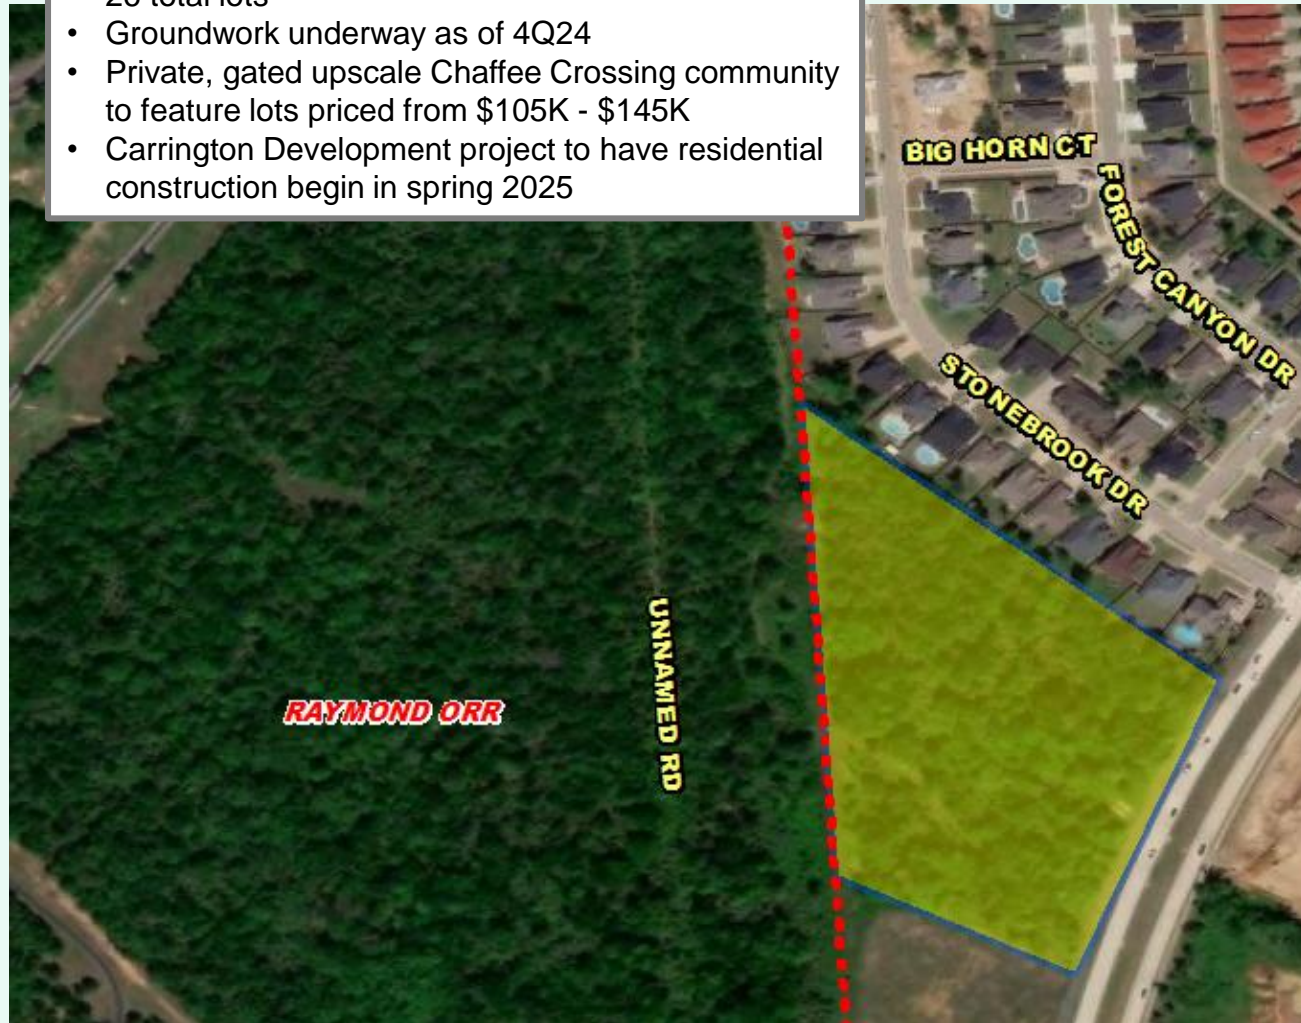 total lots
• Groundwork underway as of 4Q24
• Private, gated upscale Chaffee Crossing community
to feature lots priced from $105K - $145K
• Carrington Development project to have residential
construction begin in spring 2025
BIG HORN CT
FOREST CANYON DR
STONEBROOK DR
UNNAMED RD
RAYMOND ORR